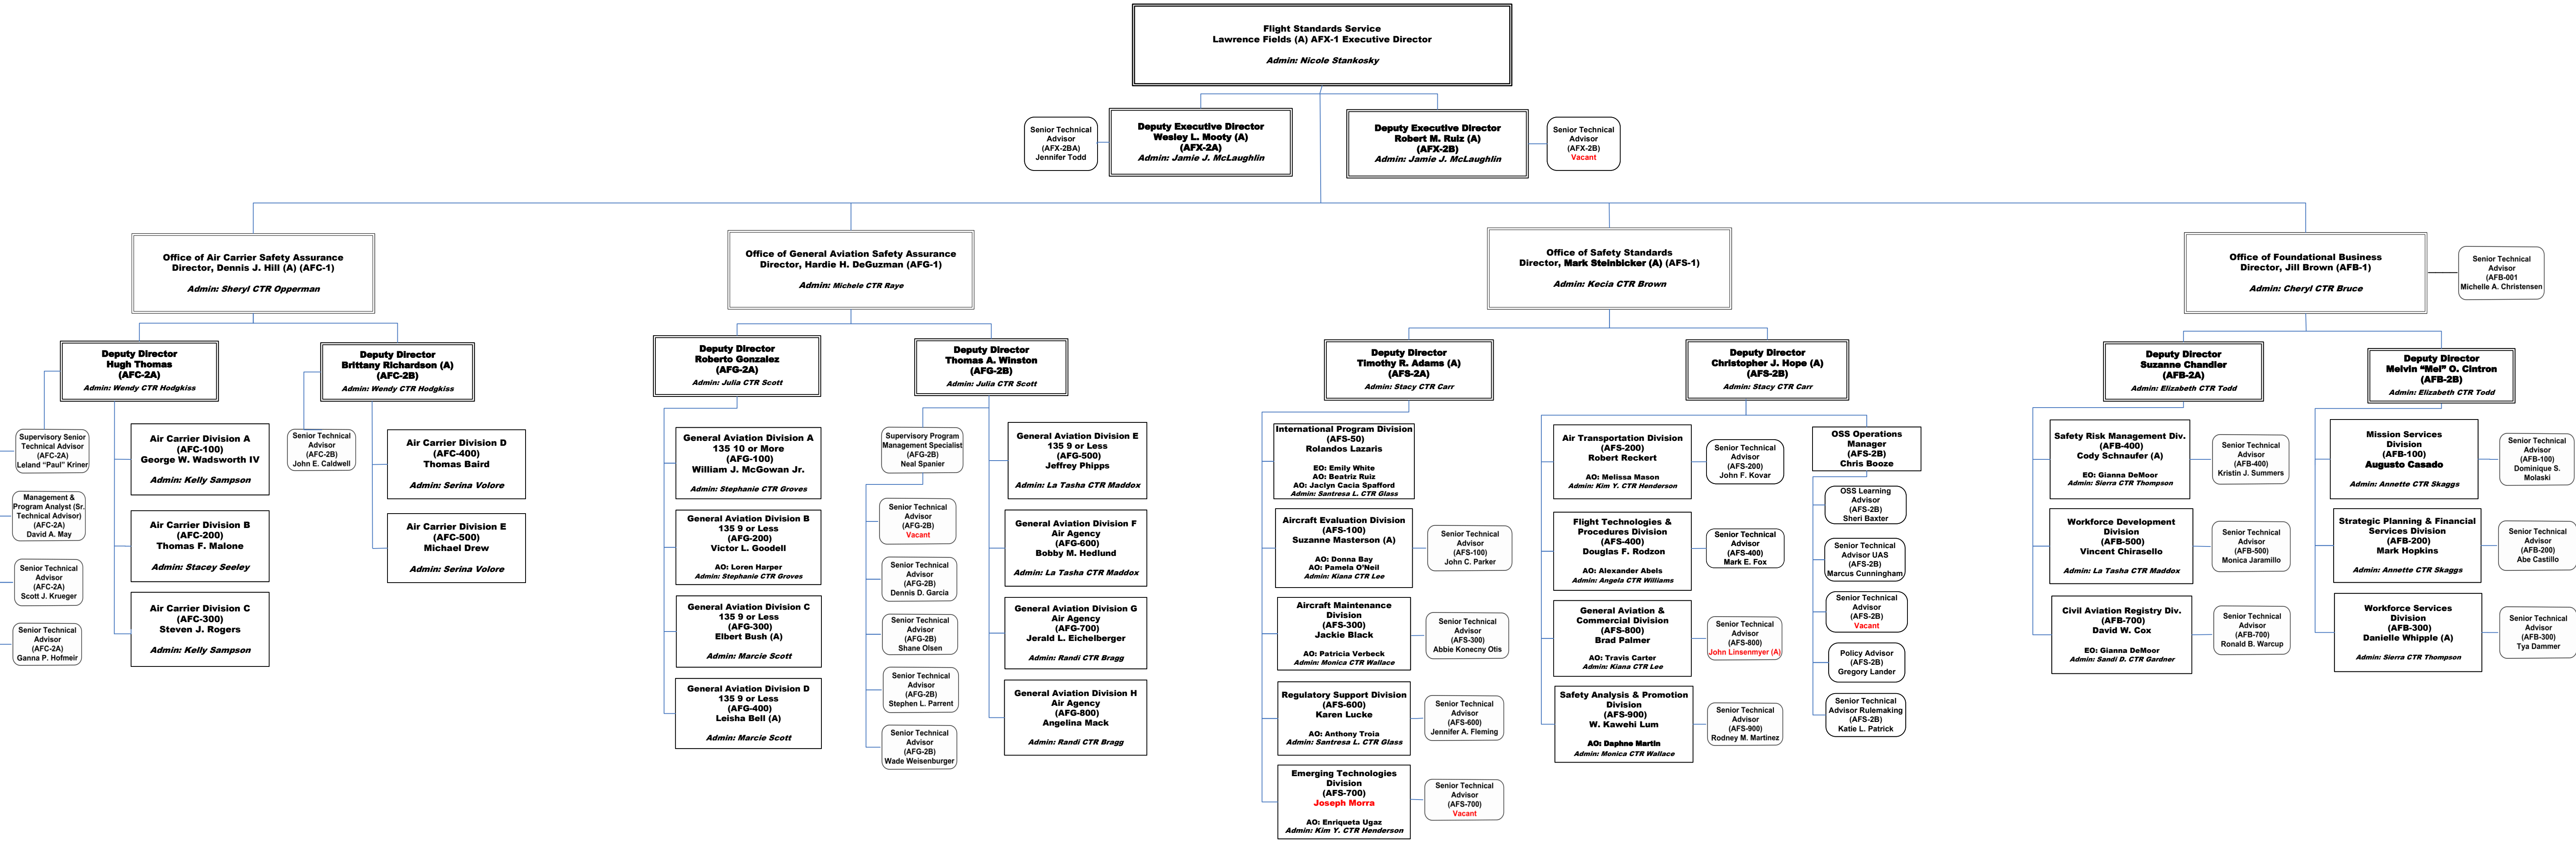 Flight Standards Service
Lawrence Fields (A) AFX-1 Executive Director
Admin: Nicole Stankosky
Senior Technical
Advisor
(AFX-2BA)
Jennifer Todd
Deputy Executive Director
Wesley L. Mooty (A)
(AFX-2A)
Admin: Jamie J. McLaughlin
Deputy Executive Director
Robert M. Ruiz (A)
(AFX-2B)
Admin: Jamie J. McLaughlin
Senior Technical
Advisor
(AFX-2B)
Vacant
Office of Air Carrier Safety Assurance
Director, Dennis J. Hill (A) (AFC-1)
Admin: Sheryl CTR Opperman
Deputy Director
Hugh Thomas
(AFC-2A)
Admin: Wendy CTR Hodgkiss
Supervisory Senior
Technical Advisor
(AFC-2A)
Leland “Paul” Kriner
Management &
Program Analyst (Sr.
Technical Advisor)
(AFC-2A)
David A. May
Senior Technical
Advisor
(AFC-2A)
Scott J. Krueger
Senior Technical
Advisor
(AFC-2A)
Ganna P. Hofmeir
Air Carrier Division A
(AFC-100)
George W. Wadsworth IV
Admin: Kelly Sampson
Air Carrier Division B
(AFC-200)
Thomas F. Malone
Admin: Stacey Seeley
Air Carrier Division C
(AFC-300)
Steven J. Rogers
Admin: Kelly Sampson
Deputy Director
Brittany Richardson (A)
(AFC-2B)
Admin: Wendy CTR Hodgkiss
Senior Technical
Advisor
(AFC-2B)
John E. Caldwell
Air Carrier Division D
(AFC-400)
Thomas Baird
Admin: Serina Volore
Air Carrier Division E
(AFC-500)
Michael Drew
Admin: Serina Volore
Office of General Aviation Safety Assurance
Director, Hardie H. DeGuzman (AFG-1)
Admin: Michele CTR Raye
Deputy Director
Roberto Gonzalez
(AFG-2A)
Admin: Julia CTR Scott
General Aviation Division A
135 10 or More
(AFG-100)
William J. McGowan Jr.
Admin: Stephanie CTR Groves
General Aviation Division B
135 9 or Less
(AFG-200)
Victor L. Goodell
AO: Loren Harper
Admin: Stephanie CTR Groves
General Aviation Division C
135 9 or Less
(AFG-300)
Elbert Bush (A)
Admin: Marcie Scott
General Aviation Division D
135 9 or Less
(AFG-400)
Leisha Bell (A)
Admin: Marcie Scott
Deputy Director
Thomas A. Winston
(AFG-2B)
Admin: Julia CTR Scott
Supervisory Program
Management Specialist
(AFG-2B)
Neal Spanier
Senior Technical
Advisor
(AFG-2B)
Vacant
Senior Technical
Advisor
(AFG-2B)
Dennis D. Garcia
Senior Technical
Advisor
(AFG-2B)
Shane Olsen
Senior Technical
Advisor
(AFG-2B)
Stephen L. Parrent
Senior Technical
Advisor
(AFG-2B)
Wade Weisenburger
General Aviation Division E
135 9 or Less
(AFG-500)
Jeffrey Phipps
Admin: La Tasha CTR Maddox
General Aviation Division F
Air Agency
(AFG-600)
Bobby M. Hedlund
Admin: La Tasha CTR Maddox
General Aviation Division G
Air Agency
(AFG-700)
Jerald L. Eichelberger
Admin: Randi CTR Bragg
General Aviation Division H
Air Agency
(AFG-800)
Angelina Mack
Admin: Randi CTR Bragg
Office of Safety Standards
Director, Mark Steinbicker (A) (AFS-1)
Admin: Kecia CTR Brown
Deputy Director
Timothy R. Adams (A)
(AFS-2A)
Admin: Stacy CTR Carr
International Program Division
(AFS-50)
Rolandos Lazaris
EO: Emily White
AO: Beatriz Ruiz
AO: Jaclyn Cacia Spafford
Admin: Santresa L. CTR Glass
Aircraft Evaluation Division
(AFS-100)
Suzanne Masterson (A)
AO: Donna Bay
AO: Pamela O’Neil
Admin: Kiana CTR Lee
Senior Technical
Advisor
(AFS-100)
John C. Parker
Aircraft Maintenance
Division
(AFS-300)
Jackie Black
AO: Patricia Verbeck
Admin: Monica CTR Wallace
Senior Technical
Advisor
(AFS-300)
Abbie Konecny Otis
Regulatory Support Division
(AFS-600)
Karen Lucke
AO: Anthony Troia
Admin: Santresa L. CTR Glass
Senior Technical
Advisor
(AFS-600)
Jennifer A. Fleming
Emerging Technologies
Division
(AFS-700)
Joseph Morra
AO: Enriqueta Ugaz
Admin: Kim Y. CTR Henderson
Senior Technical
Advisor
(AFS-700)
Vacant
Deputy Director
Christopher J. Hope (A)
(AFS-2B)
Admin: Stacy CTR Carr
Air Transportation Division
(AFS-200)
Robert Reckert
AO: Melissa Mason
Admin: Kim Y. CTR Henderson
Senior Technical
Advisor
(AFS-200)
John F. Kovar
Flight Technologies &
Procedures Division
(AFS-400)
Douglas F. Rodzon
AO: Alexander Abels
Admin: Angela CTR Williams
Senior Technical
Advisor
(AFS-400)
Mark E. Fox
General Aviation &
Commercial Division
(AFS-800)
Brad Palmer
AO: Travis Carter
Admin: Kiana CTR Lee
Senior Technical
Advisor
(AFS-800)
John Linsenmyer (A)
Safety Analysis & Promotion
Division
(AFS-900)
W. Kawehi Lum
AO: Daphne Martin
Admin: Monica CTR Wallace
Senior Technical
Advisor
(AFS-900)
Rodney M. Martinez
OSS Operations
Manager
(AFS-2B)
Chris Booze
OSS Learning
Advisor
(AFS-2B)
Sheri Baxter
Senior Technical
Advisor UAS
(AFS-2B)
Marcus Cunningham
Senior Technical
Advisor
(AFS-2B)
Vacant
Policy Advisor
(AFS-2B)
Gregory Lander
Senior Technical
Advisor Rulemaking
(AFS-2B)
Katie L. Patrick
Office of Foundational Business
Director, Jill Brown (AFB-1)
Admin: Cheryl CTR Bruce
Senior Technical
Advisor
(AFB-001
Michelle A. Christensen
Deputy Director
Suzanne Chandler
(AFB-2A)
Admin: Elizabeth CTR Todd
Safety Risk Management Div.
(AFB-400)
Cody Schnaufer (A)
EO: Gianna DeMoor
Admin: Sierra CTR Thompson
Senior Technical
Advisor
(AFB-400)
Kristin J. Summers
Workforce Development
Division
(AFB-500)
Vincent Chirasello
Admin: La Tasha CTR Maddox
Senior Technical
Advisor
(AFB-500)
Monica Jaramillo
Civil Aviation Registry Div.
(AFB-700)
David W. Cox
EO: Gianna DeMoor
Admin: Sandi D. CTR Gardner
Senior Technical
Advisor
(AFB-700)
Ronald B. Warcup
Deputy Director
Melvin “Mel” O. Cintron
(AFB-2B)
Admin: Elizabeth CTR Todd
Mission Services
Division
(AFB-100)
Augusto Casado
Admin: Annette CTR Skaggs
Senior Technical
Advisor
(AFB-100)
Dominique S.
Molaski
Strategic Planning & Financial
Services Division
(AFB-200)
Mark Hopkins
Admin: Annette CTR Skaggs
Senior Technical
Advisor
(AFB-200)
Abe Castillo
Workforce Services
Division
(AFB-300)
Danielle Whipple (A)
Admin: Sierra CTR Thompson
Senior Technical
Advisor
(AFB-300)
Tya Dammer